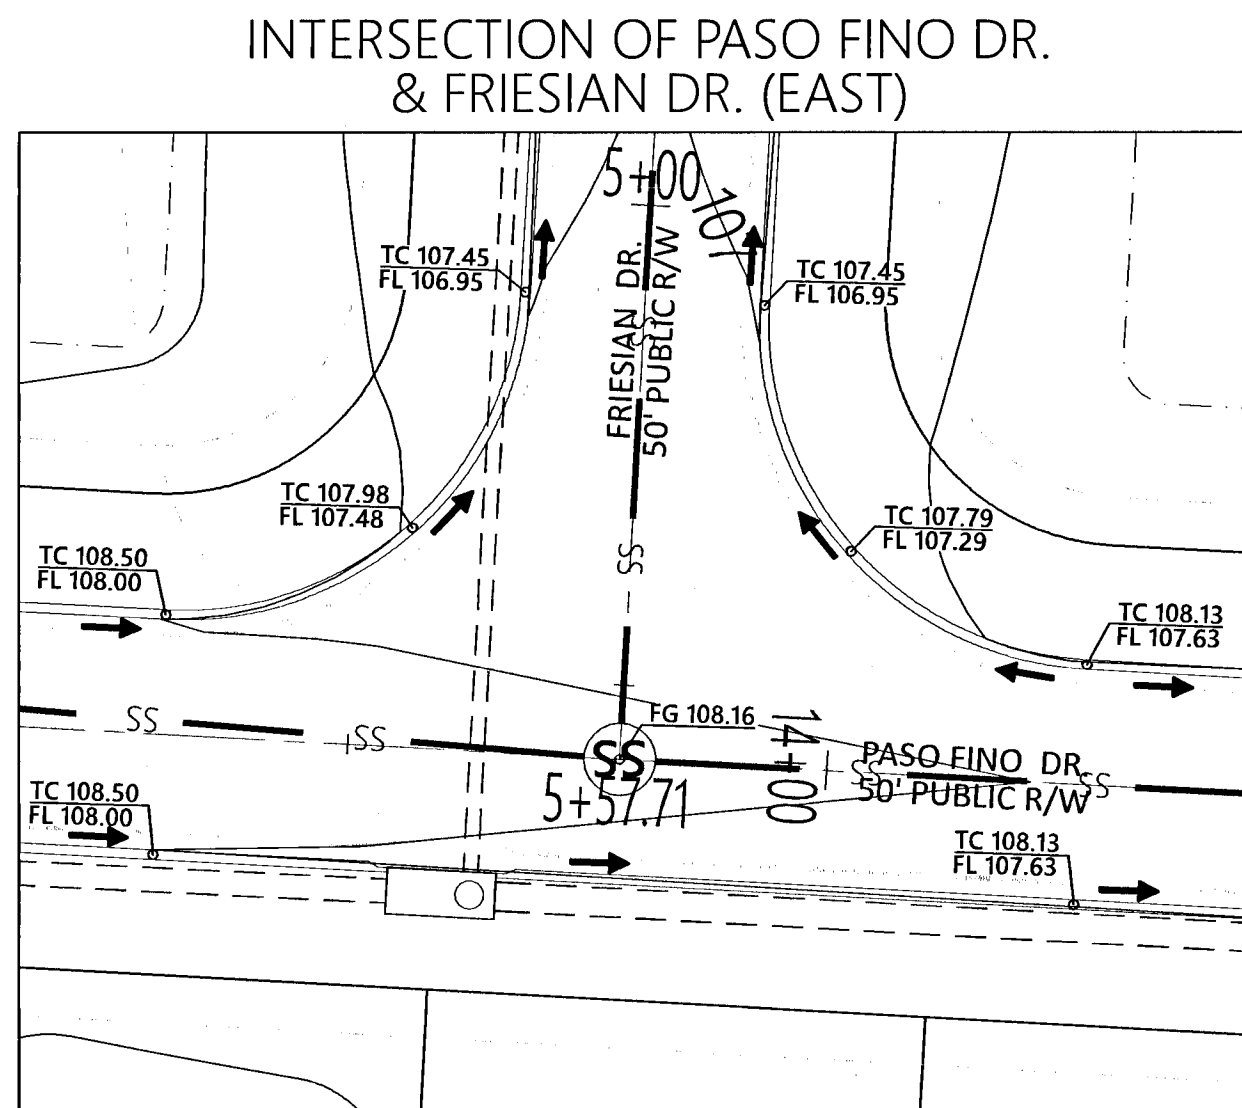 INTERSECTION OF PASO FINO DR.
& FRIESIAN DR. (EAST)
5+00
107
TC 107.45
FL 106.95
TC 107.45
FL 106.95
FRIESIAN DR.
50' PUBLIC R/W
SS
TC 107.98
FL 107.48
TC 107.79
FL 107.29
TC 108.50
FL 108.00
SS
TC 108.13
FL 107.63
SS
SS
FG 108.16
SS
14+00
PASO FINO DR.
50' PUBLIC R/W
SS
SS
5+57.71
TC 108.50
FL 108.00
TC 108.13
FL 107.63